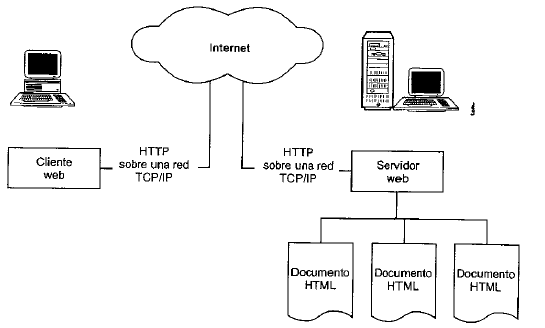 Internet
Cliente
web
HTTP
sobre una red
TCP/IP
HTTP
sobre una red
TCP/IP
Servidor
web
Documento
HTML
Documento
HTML
Documento
HTML